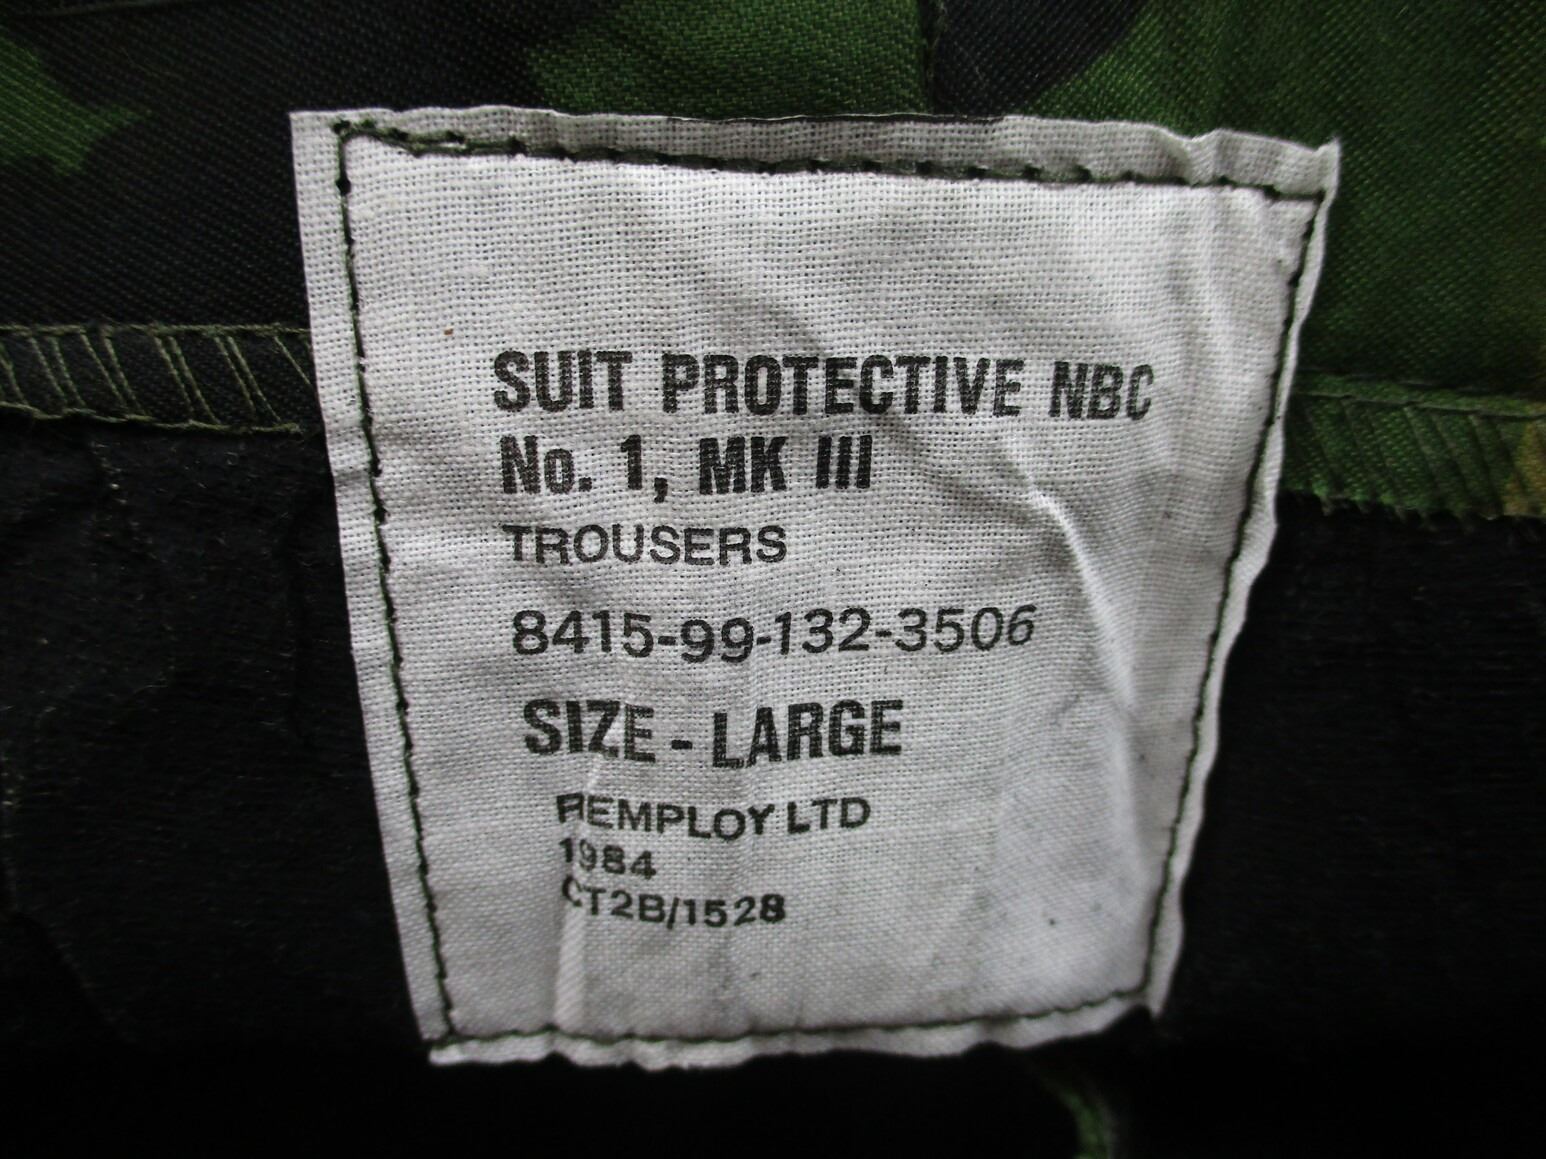 SUIT PROTECTIVE NBC
No. 1, MK III
TROUSERS
8415-99-132-3506
SIZE - LARGE
REMPLOY LTD
1984
CT2B/1528